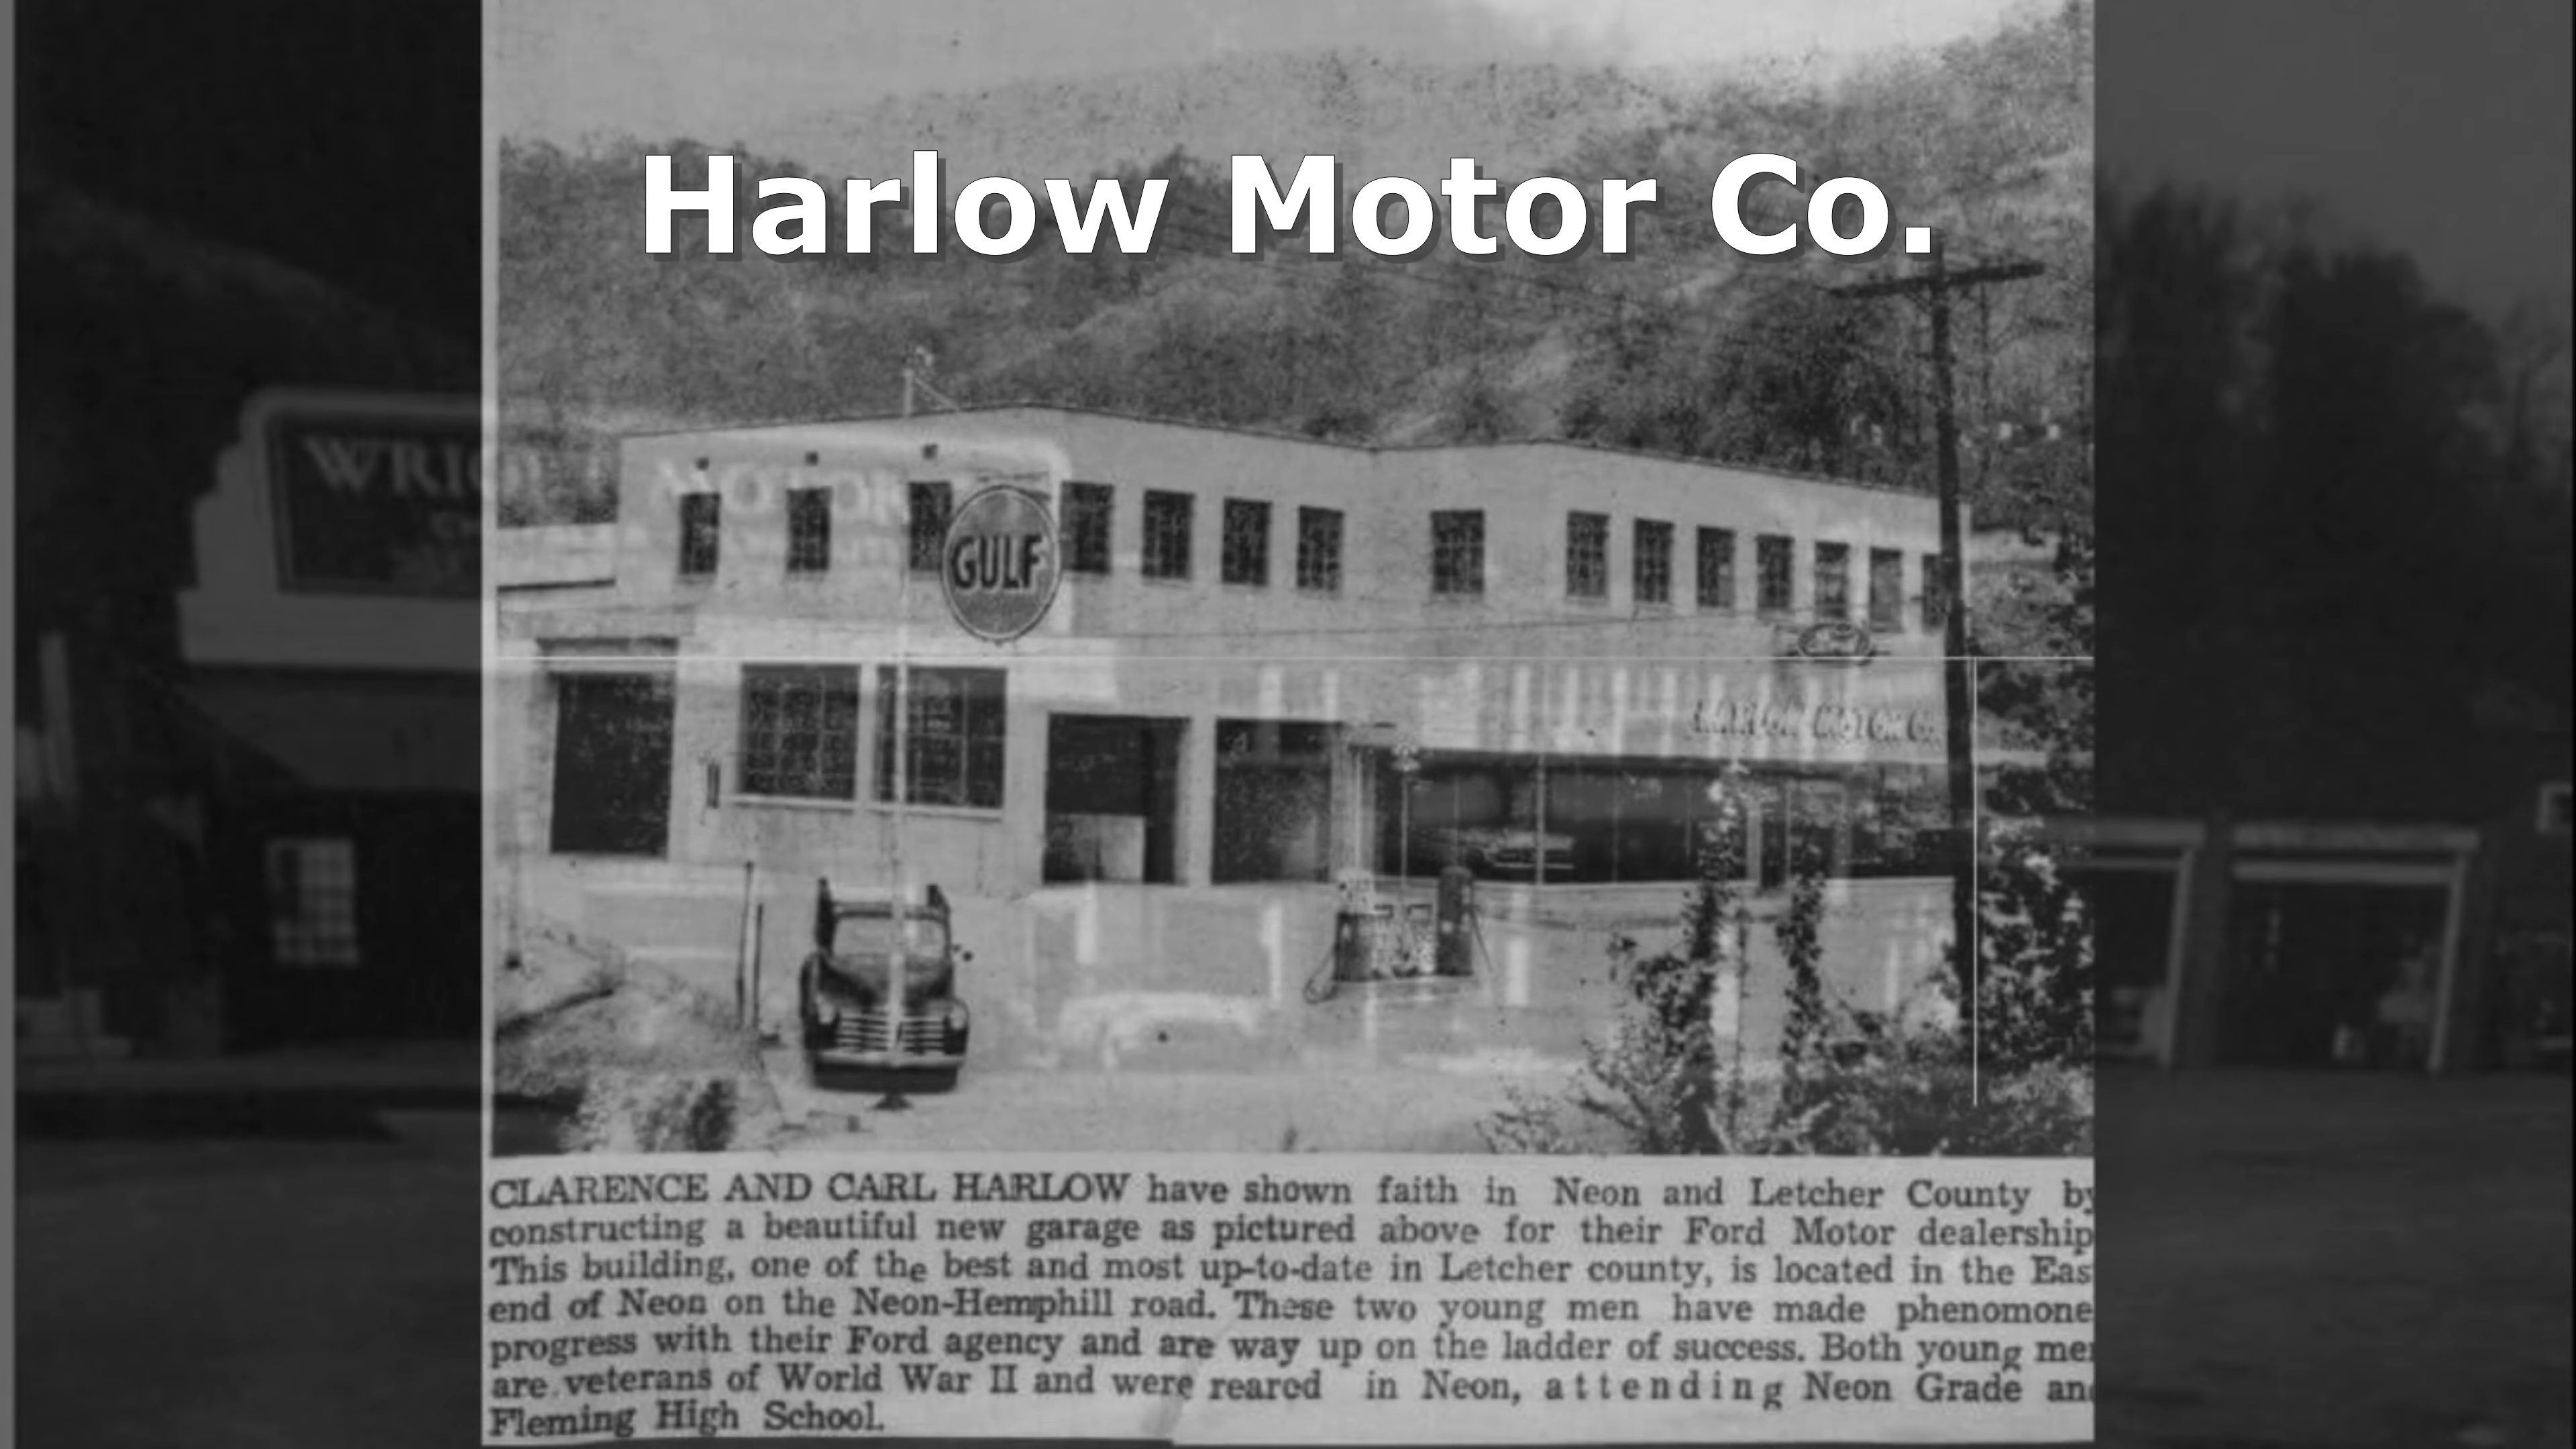 Harlow Motor Co.
MOTOR
GULF
HARLOW MOTOR Co.
CLARENCE AND CARL HARLOW have shown faith in Neon and Letcher County by
constructing a beautiful new garage as pictured above for their Ford Motor dealership
This building, one of the best and most up-to-date in Letcher county, is located in the Eas
end of Neon on the Neon-Hemphill road. These two young men have made phenomone
progress with their Ford agency and are way up on the ladder of success. Both young me
are veterans of World War II and were reared in Neon, attending Neon Grade an
Fleming High School.